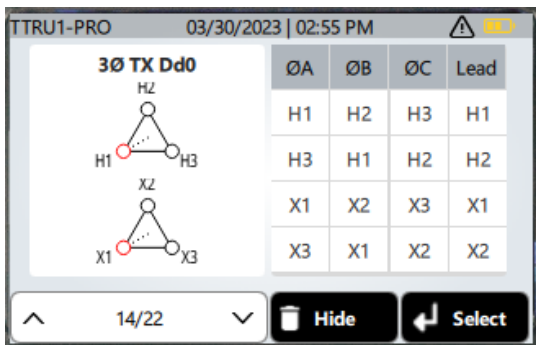 TTRU1-PRO 03/30/2023 | 02:55 PM
3Ø TX Dd0
H2
H1 H3
X2
X1 X3
ØA ØB ØC Lead
H1 H2 H3 H1
H3 H1 H2 H2
X1 X2 X3 X1
X3 X1 X2 X2
14/22 Hide Select